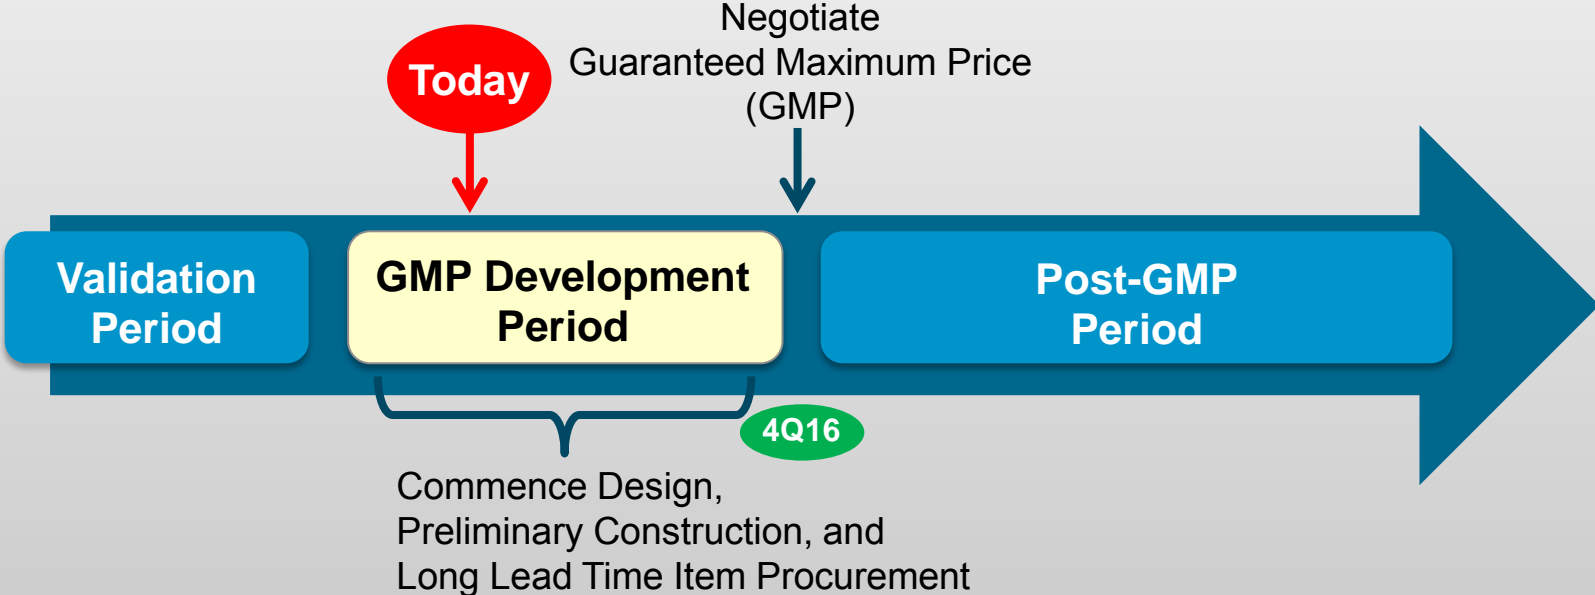 Negotiate
Guaranteed Maximum Price
(GMP)
Today
Validation
Period
GMP Development
Period
Post-GMP
Period
4Q16
Commence Design,
Preliminary Construction, and
Long Lead Time Item Procurement